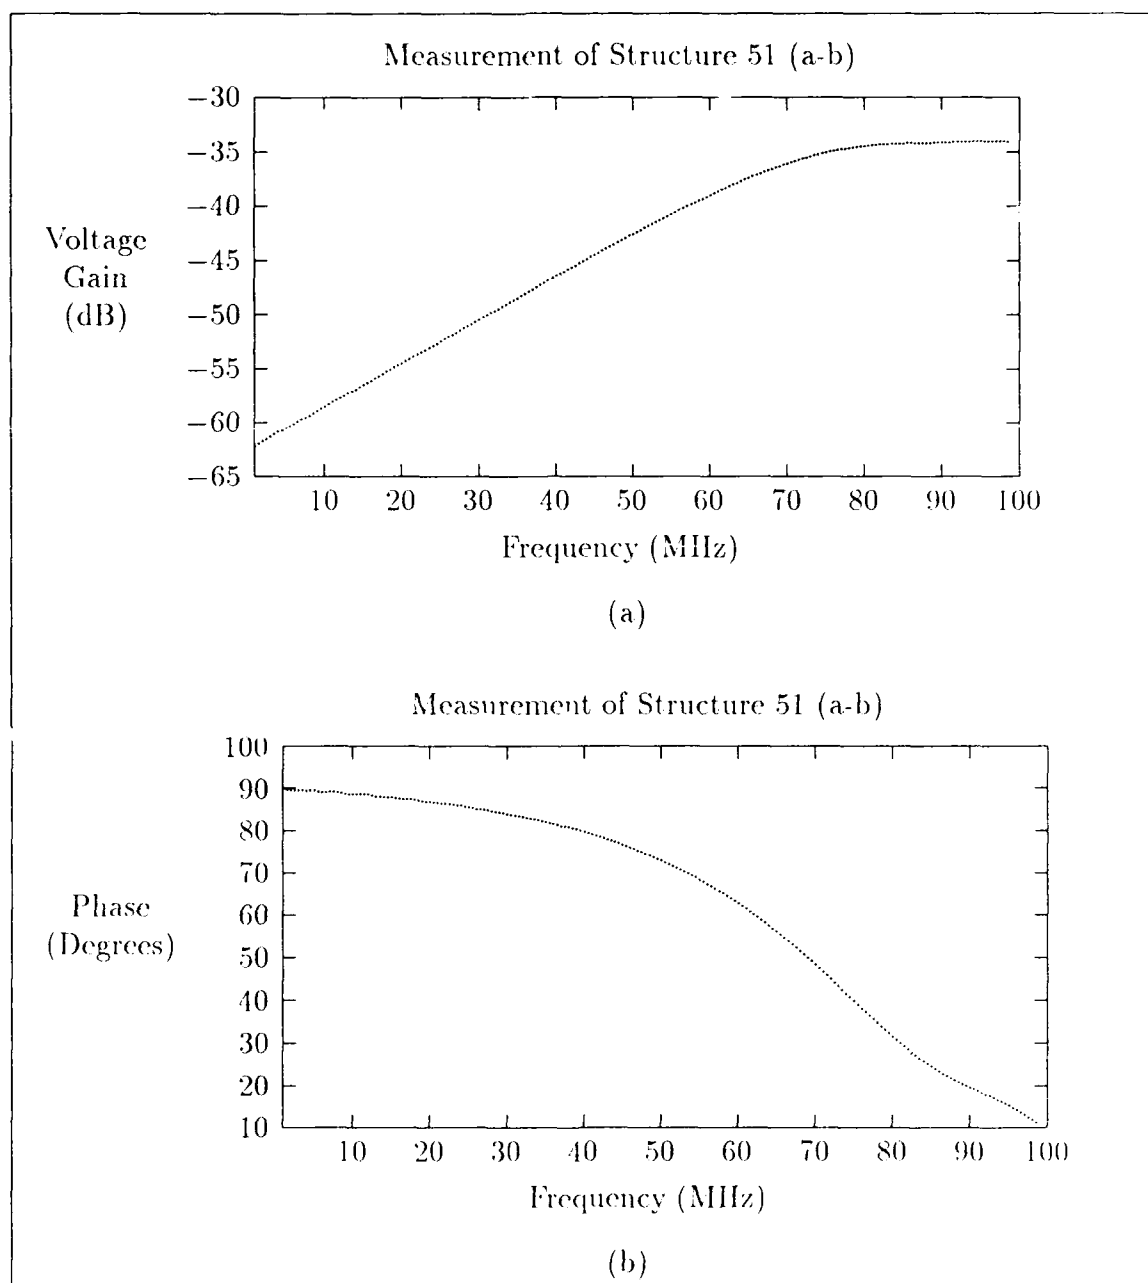 Measurement of Structure 51 (a-b)
−30
−35
−40
−45
−50
−55
−60
−65
Voltage
Gain
(dB)
10 20 30 40 50 60 70 80 90 100
Frequency (MHz)
(a)
Measurement of Structure 51 (a-b)
100
90
80
70
60
50
40
30
20
10
Phase
(Degrees)
10 20 30 40 50 60 70 80 90 100
Frequency (MHz)
(b)